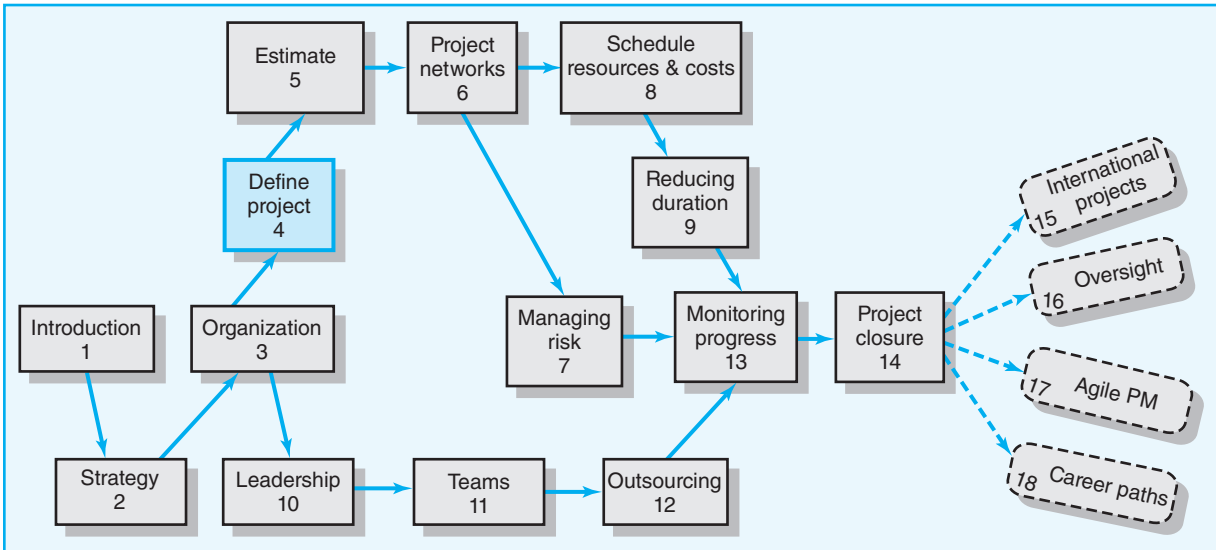 Estimate
5
Project
networks
6
Schedule
resources & costs
8
Define
project
4
Reducing
duration
9
International
projects
15
Oversight
16
Introduction
1
Organization
3
Managing
risk
7
Monitoring
progress
13
Project
closure
14
Agile PM
17
Strategy
2
Leadership
10
Teams
11
Outsourcing
12
Career paths
18